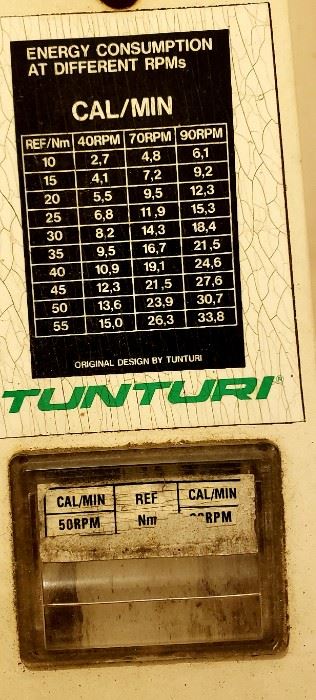 ENERGY CONSUMPTION
AT DIFFERENT RPMs
CAL/MIN
REF/Nm 40RPM 70RPM 90RPM
10 2,7 4,8 6,1
15 4,1 7,2 9,2
20 5,5 9,5 12,3
25 6,8 11,9 15,3
30 8,2 14,3 18,4
35 9,5 16,7 21,5
40 10,9 19,1 24,6
45 12,3 21,5 27,6
50 13,6 23,9 30,7
55 15,0 26,3 33,8
ORIGINAL DESIGN BY TUNTURI
TUNTURI®
CAL/MIN REF CAL/MIN
50RPM Nm